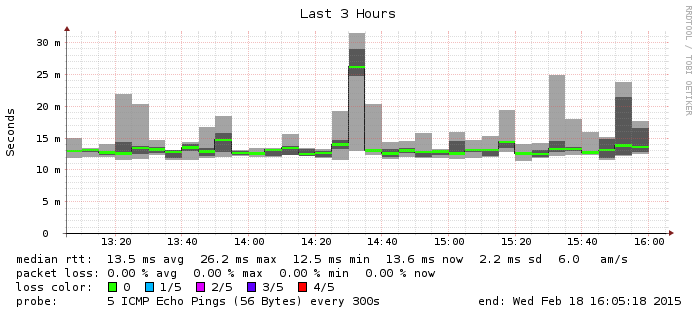 Last 3 Hours
RRDTOOL / TOBI OETIKER
Seconds
30 m
25 m
20 m
15 m
10 m
5 m
0
13:20 13:40 14:00 14:20 14:40 15:00 15:20 15:40 16:00
median rtt: 13.5 ms avg 26.2 ms max 12.5 ms min 13.6 ms now 2.2 ms sd 6.0 am/s
packet loss: 0.00 % avg 0.00 % max 0.00 % min 0.00 % now
loss color: 0 1/5 2/5 3/5 4/5
probe: 5 ICMP Echo Pings (56 Bytes) every 300s end: Wed Feb 18 16:05:18 2015